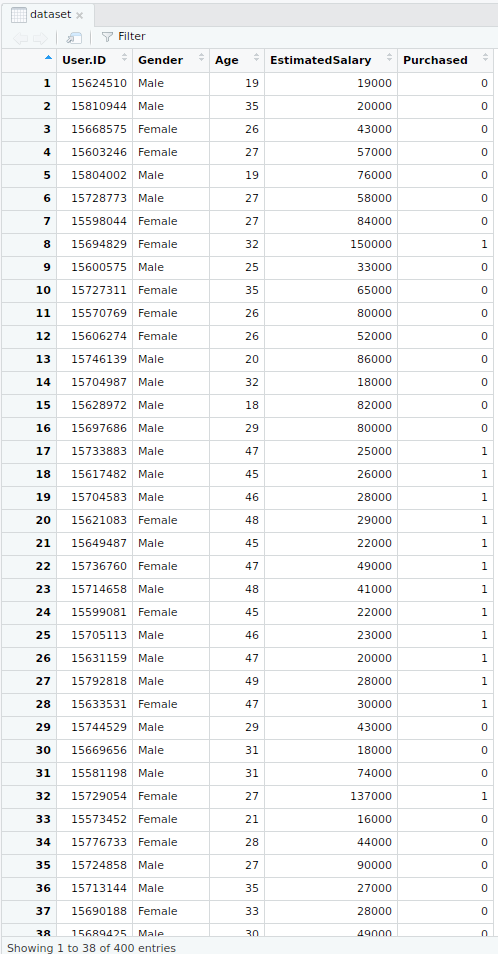 dataset
Filter
User.ID Gender Age EstimatedSalary Purchased
1 15624510 Male 19 19000 0
2 15810944 Male 35 20000 0
3 15668575 Female 26 43000 0
4 15603246 Female 27 57000 0
5 15804002 Male 19 76000 0
6 15728773 Male 27 58000 0
7 15598044 Female 27 84000 0
8 15694829 Female 32 150000 1
9 15600575 Male 25 33000 0
10 15727311 Female 35 65000 0
11 15570769 Female 26 80000 0
12 15606274 Female 26 52000 0
13 15746139 Male 20 86000 0
14 15704987 Male 32 18000 0
15 15628972 Male 18 82000 0
16 15697686 Male 29 80000 0
17 15733883 Male 47 25000 1
18 15617482 Male 45 26000 1
19 15704583 Male 46 28000 1
20 15621083 Female 48 29000 1
21 15649487 Male 45 22000 1
22 15736760 Female 47 49000 1
23 15714658 Male 48 41000 1
24 15599081 Female 45 22000 1
25 15705113 Male 46 23000 1
26 15631159 Male 47 20000 1
27 15792818 Male 49 28000 1
28 15633531 Female 47 30000 1
29 15744529 Male 29 43000 0
30 15669656 Male 31 18000 0
31 15581198 Male 31 74000 0
32 15729054 Female 27 137000 1
33 15573452 Female 21 16000 0
34 15776733 Female 28 44000 0
35 15724858 Male 27 90000 0
36 15713144 Male 35 27000 0
37 15690188 Female 33 28000 0
38 15689425 Male 30 49000 0
Showing 1 to 38 of 400 entries